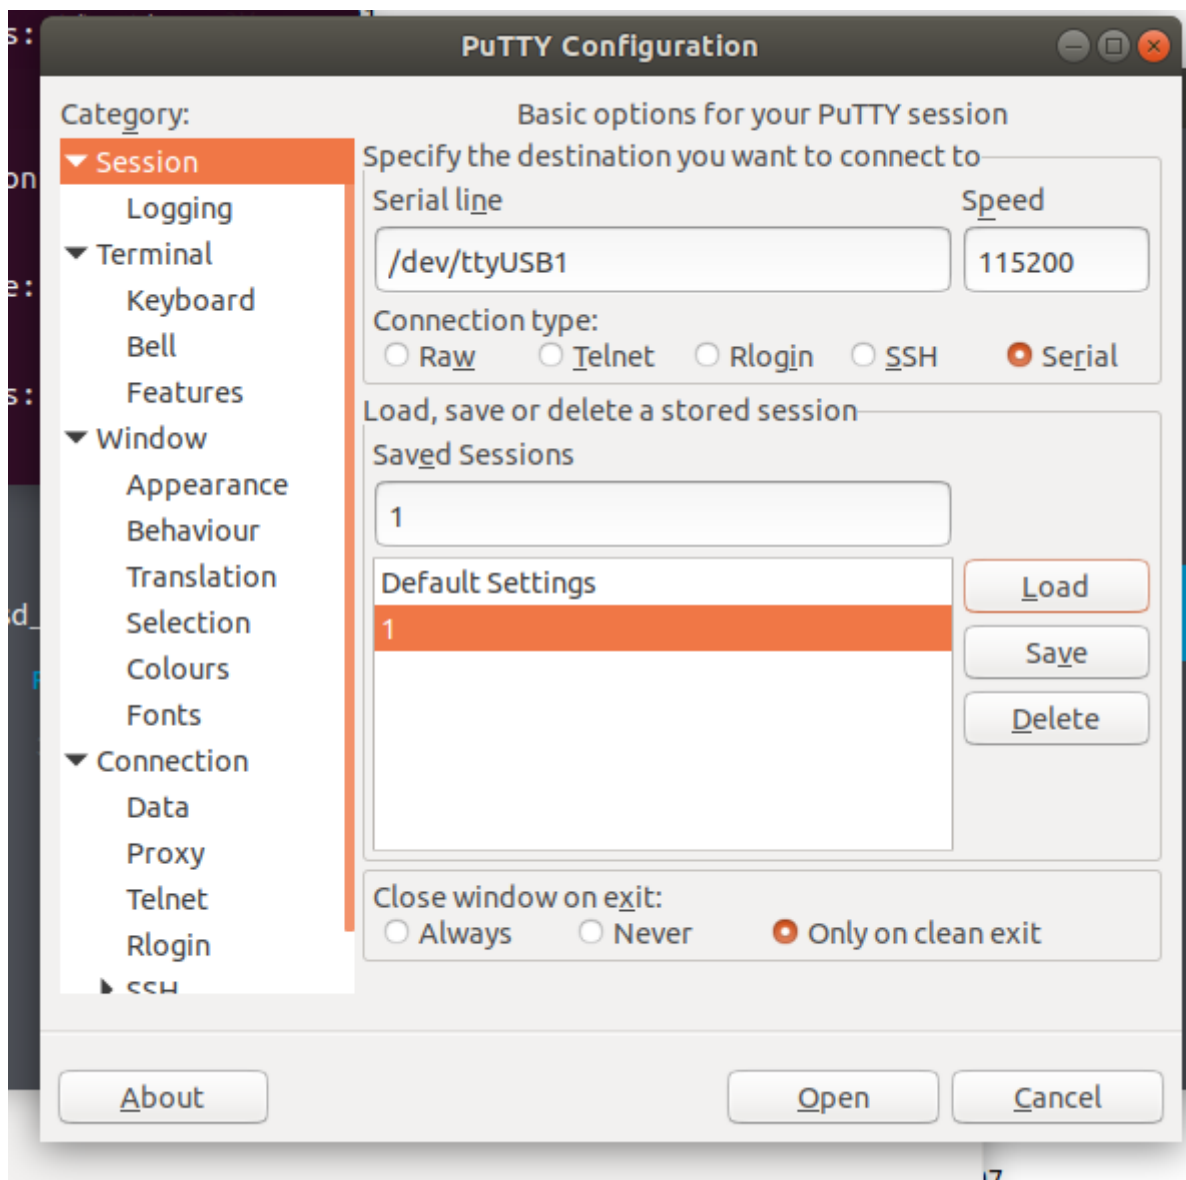 s:
PuTTY Configuration
Category:
Basic options for your PuTTY session
Session
Specify the destination you want to connect to
on
Serial line
Speed
Logging
Terminal
/dev/ttyUSB1
115200
e:
Keyboard
Connection type:
Bell
Raw
Telnet
Rlogin
SSH
Serial
s:
Features
Load, save or delete a stored session
Window
Saved Sessions
Appearance
1
Behaviour
Translation
Default Settings
Load
sd_
Selection
1
Save
Colours
Fonts
Delete
Connection
Data
Proxy
Telnet
Close window on exit:
Rlogin
Always
Never
Only on clean exit
SSH
About
Open
Cancel